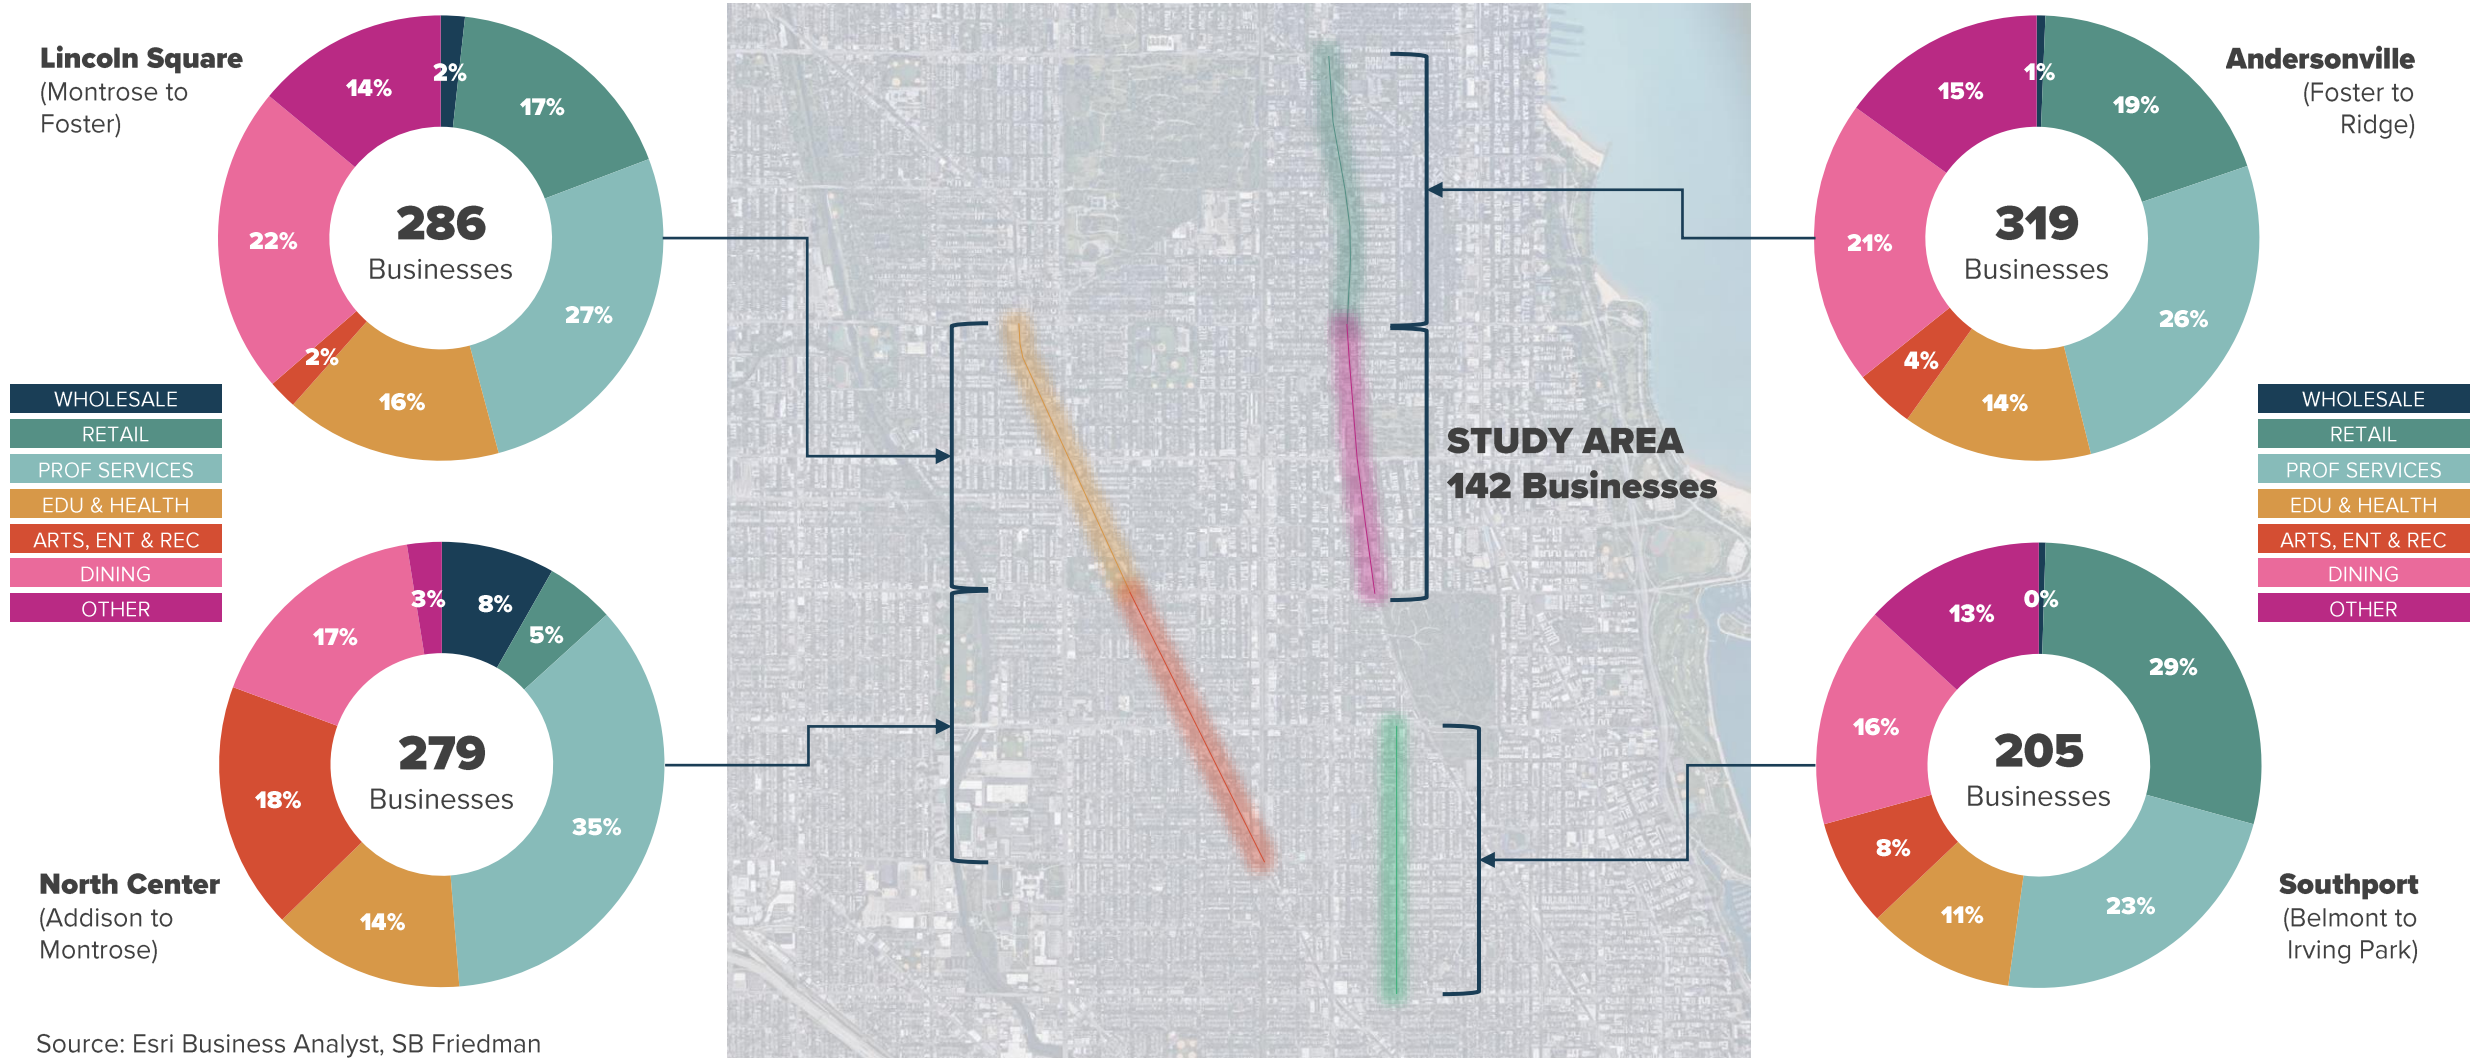 Lincoln Square
(Montrose to
Foster)
2%
17%
27%
16%
2%
22%
14%
286
Businesses
WHOLESALE
RETAIL
PROF SERVICES
EDU & HEALTH
ARTS, ENT & REC
DINING
OTHER
8%
5%
35%
14%
18%
17%
3%
279
Businesses
North Center
(Addison to
Montrose)
Source: Esri Business Analyst, SB Friedman
STUDY AREA
142 Businesses
Andersonville
(Foster to
Ridge)
1%
19%
26%
14%
4%
21%
15%
319
Businesses
WHOLESALE
RETAIL
PROF SERVICES
EDU & HEALTH
ARTS, ENT & REC
DINING
OTHER
0%
29%
23%
11%
8%
16%
13%
205
Businesses
Southport
(Belmont to
Irving Park)